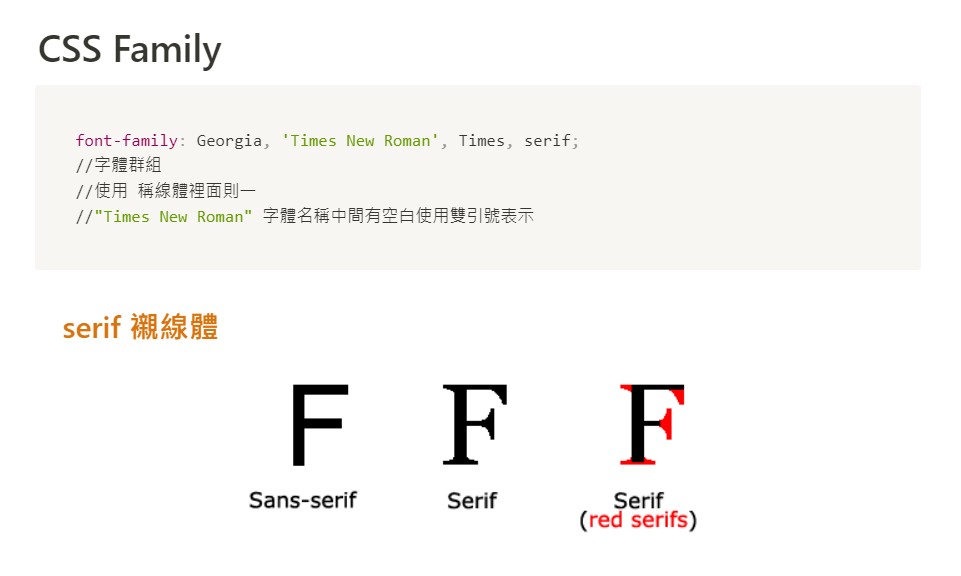 CSS Family
font-family: Georgia, 'Times New Roman', Times, serif;
//字體群組
//使用 稱線體裡面則一
//"Times New Roman" 字體名稱中間有空白使用雙引號表示
serif 襯線體
F F F
Sans-serif Serif Serif
(red serifs)